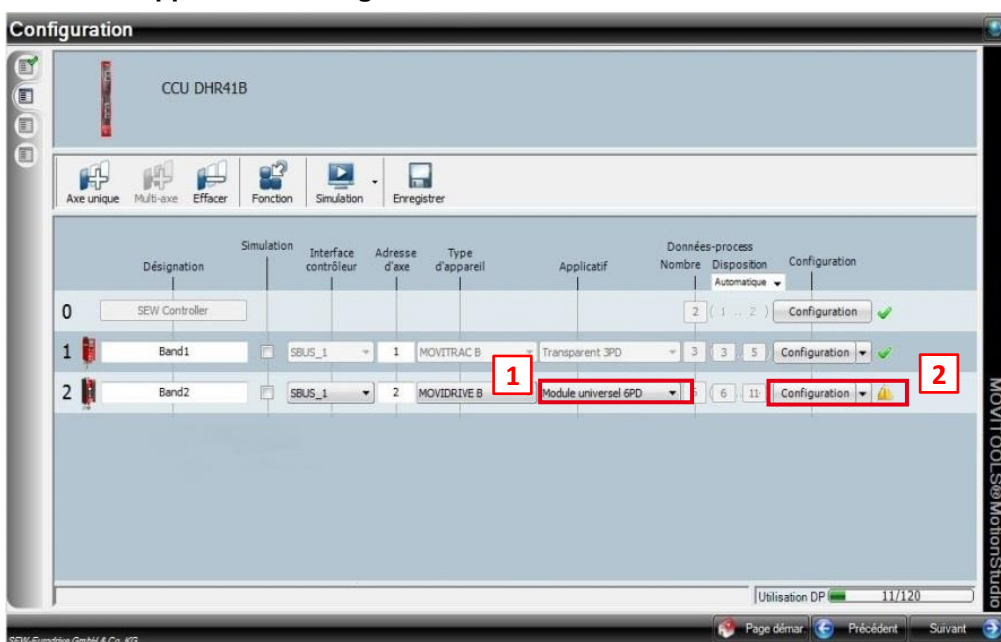 Configuration
CCU DHR41B
Axe unique Multi-axe Effacer Fonction Simulation Enregistrer
Désignation Simulation Interface contrôleur Adresse d'axe Type d'appareil Applicatif Données-process Nombre Disposition Configuration
Automatique
0 SEW Controller 2 ( 1 .. 2 ) Configuration
1 Band1 SBUS_1 1 MOVITRAC B Transparent 3PD 3 ( 3 .. 5 ) Configuration
2 Band2 SBUS_1 2 MOVIDRIVE B 1 Module universel 6PD ( 6 .. 11 Configuration 2
MOVITOOLS®MotionStudio
Utilisation DP 11/120
Page démar. Précédent Suivant
SEW-Eurodrive GmbH & Co. KG